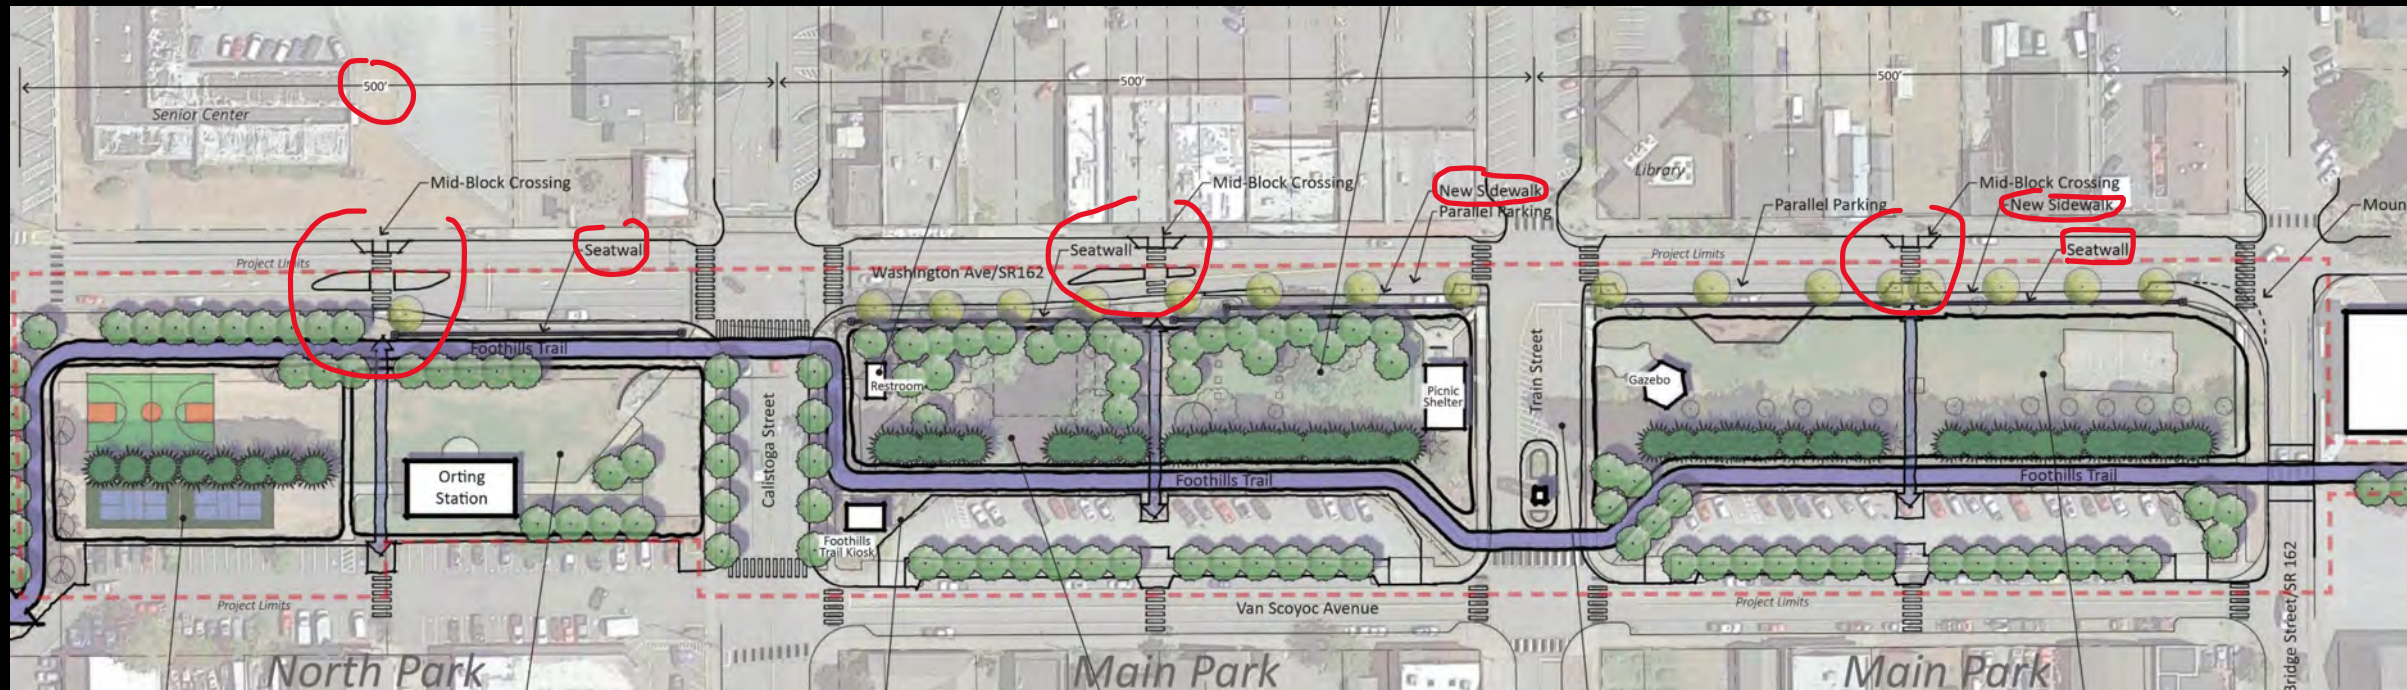 500'
500'
500'
Senior Center
Mid-Block Crossing
Mid-Block Crossing
New Sidewalk
Parallel Parking
Library
Mid-Block Crossing
Parallel Parking
New Sidewalk
Seatwall
Seatwall
Seatwall
Project Limits
Washington Ave/SR162
Project Limits
Foothills Trail
Restroom
Picnic
Shelter
Train Street
Gazebo
Calistoga Street
Orting
Station
Foothills Trail
Foothills Trail
Foothills
Trail Kiosk
Bridge Street/SR 162
Project Limits
Van Scoyoc Avenue
Project Limits
North Park
Main Park
Main Park